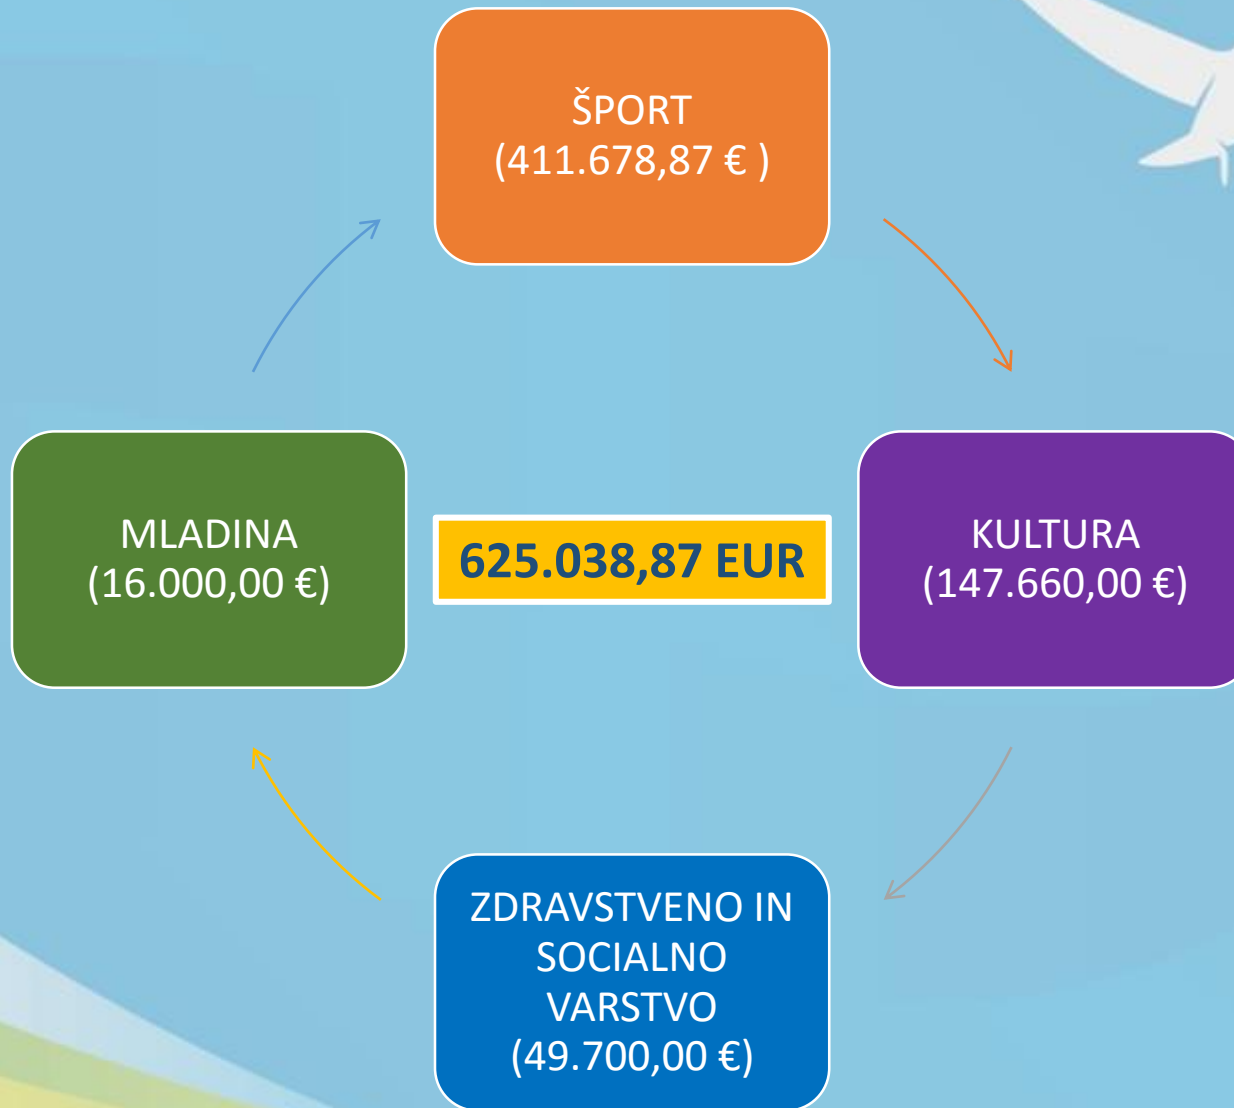 ŠPORT
(411.678,87 € )
MLADINA
(16.000,00 €)
625.038,87 EUR
KULTURA
(147.660,00 €)
ZDRAVSTVENO IN
SOCIALNO
VARSTVO
(49.700,00 €)